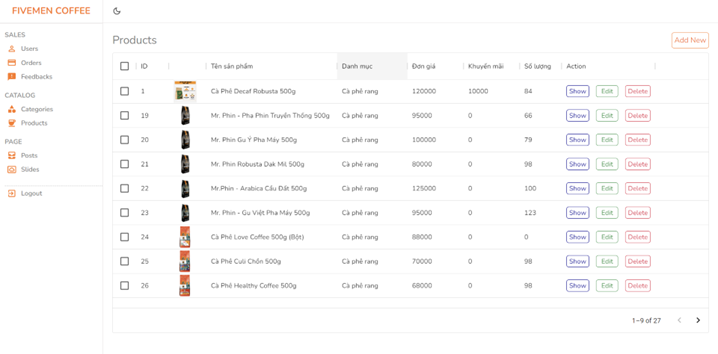 FIVEMEN COFFEE
SALES
Users
Orders
Feedbacks
CATALOG
Categories
Products
PAGE
Posts
Slides
Logout
Products
Add New
ID Tên sản phẩm Danh mục Đơn giá Khuyến mãi Số lượng Action
1 Cà Phê Decaf Robusta 500g Cà phê rang 120000 10000 84 Show Edit Delete
19 Mr. Phin - Pha Phin Truyền Thống 500g Cà phê rang 95000 0 66 Show Edit Delete
20 Mr. Phin Gu Ý Pha Máy 500g Cà phê rang 100000 0 79 Show Edit Delete
21 Mr. Phin Robusta Dak Mil 500g Cà phê rang 80000 0 98 Show Edit Delete
22 Mr.Phin - Arabica Cầu Đất 500g Cà phê rang 125000 0 100 Show Edit Delete
23 Mr. Phin - Gu Việt Pha Máy 500g Cà phê rang 95000 0 123 Show Edit Delete
24 Cà Phê Love Coffee 500g (Bột) Cà phê rang 88000 0 0 Show Edit Delete
25 Cà Phê Culi Chồn 500g Cà phê rang 70000 0 98 Show Edit Delete
26 Cà Phê Healthy Coffee 500g Cà phê rang 68000 0 98 Show Edit Delete
1–9 of 27